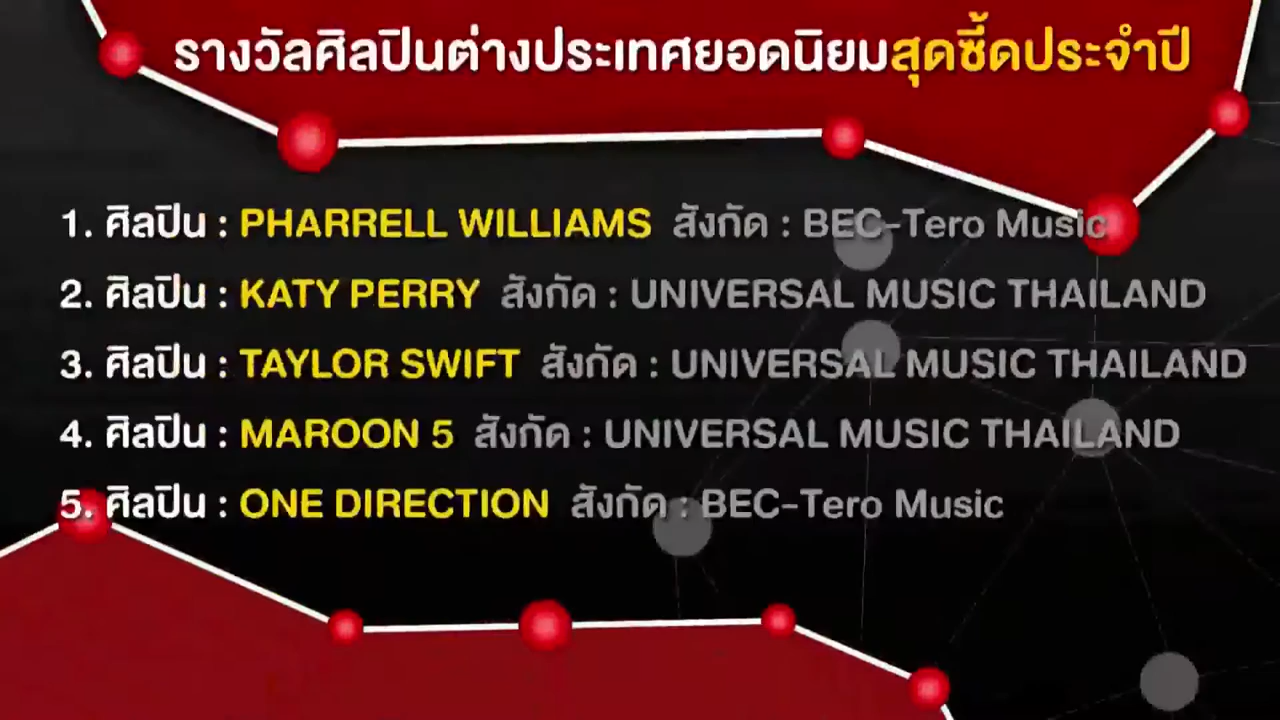 รางวัลศิลปินต่างประเทศยอดนิยมสุดซี้ดประจำปี
1. ศิลปิน : PHARRELL WILLIAMS สังกัด : BEC-Tero Music
2. ศิลปิน : KATY PERRY สังกัด : UNIVERSAL MUSIC THAILAND
3. ศิลปิน : TAYLOR SWIFT สังกัด : UNIVERSAL MUSIC THAILAND
4. ศิลปิน : MAROON 5 สังกัด : UNIVERSAL MUSIC THAILAND
5. ศิลปิน : ONE DIRECTION สังกัด : BEC-Tero Music